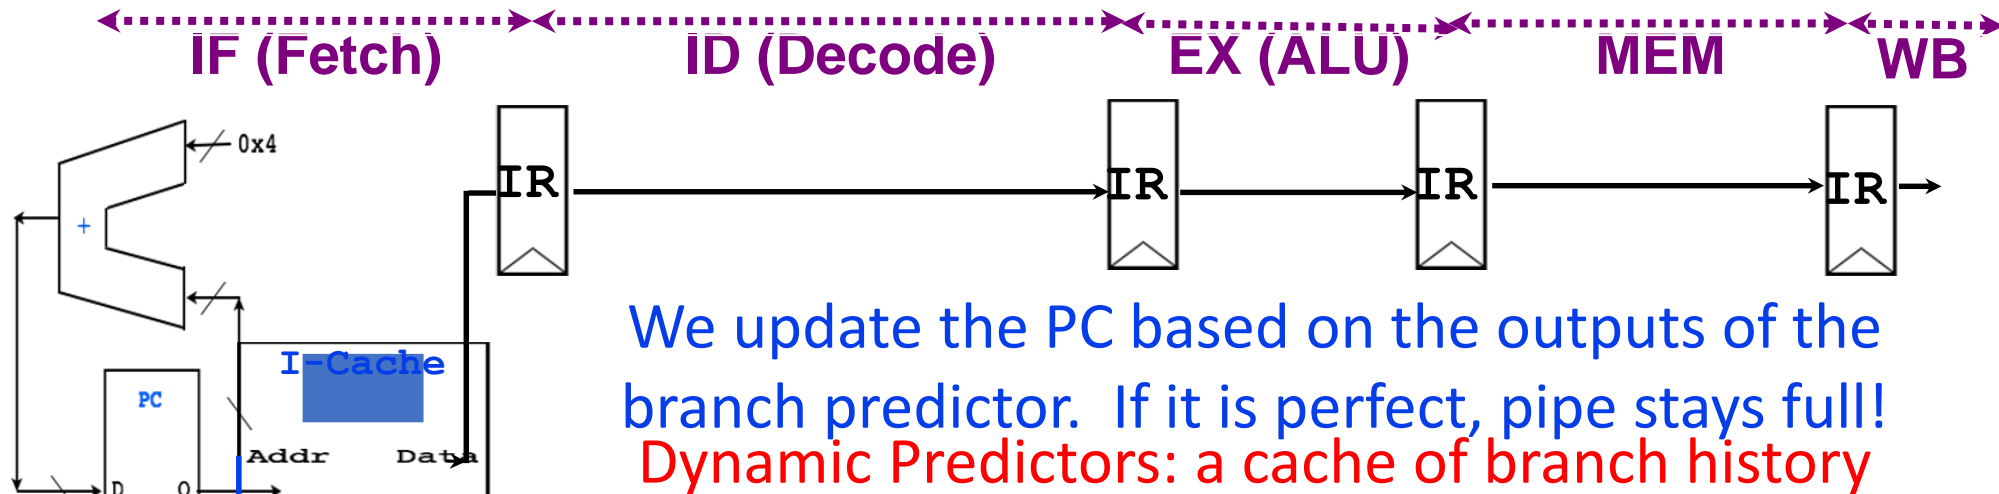 IF (Fetch) ID (Decode) EX (ALU) MEM WB
0x4
IR IR IR IR
+
We update the PC based on the outputs of the
I-Cache
PC
branch predictor. If it is perfect, pipe stays full!
Addr Data
Dynamic Predictors: a cache of branch history
D Q